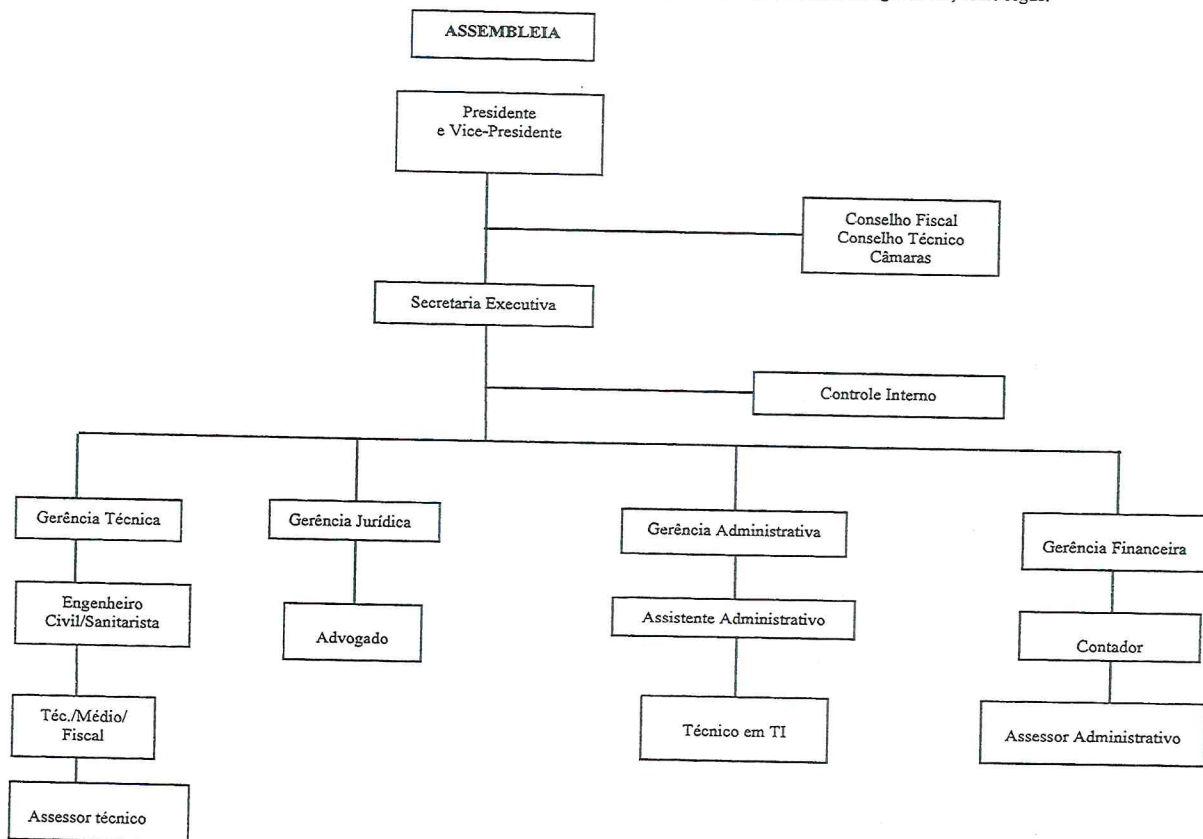 ASSEMBLEIA
Presidente
e Vice-Presidente
Conselho Fiscal
Conselho Técnico
Câmaras
Secretaria Executiva
Controle Interno
Gerência Técnica
Gerência Jurídica
Gerência Administrativa
Gerência Financeira
Engenheiro
Civil/Sanitarista
Advogado
Assistente Administrativo
Contador
Téc./Médio/
Fiscal
Técnico em TI
Assessor Administrativo
Assessor técnico